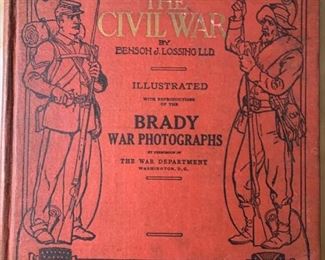 THE
CIVIL WAR
BY
BENSON J. LOSSING LL.D.
ILLUSTRATED
WITH REPRODUCTIONS
OF THE
BRADY
WAR PHOTOGRAPHS
BY PERMISSION OF
THE WAR DEPARTMENT
WASHINGTON, D.C.